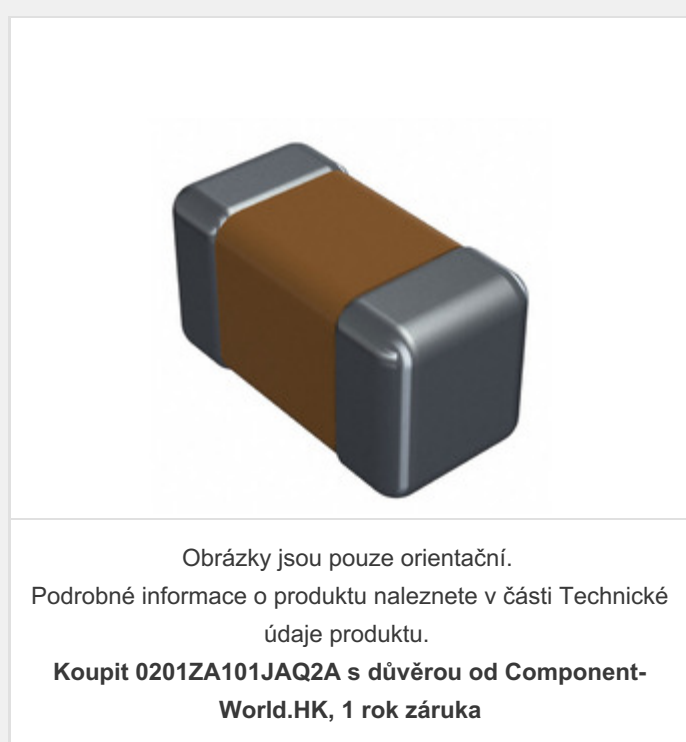 Obrázky jsou pouze orientační.
Podrobné informace o produktu naleznete v části Technické
údaje produktu.
Koupit 0201ZA101JAQ2A s důvěrou od Component-
World.HK, 1 rok záruka